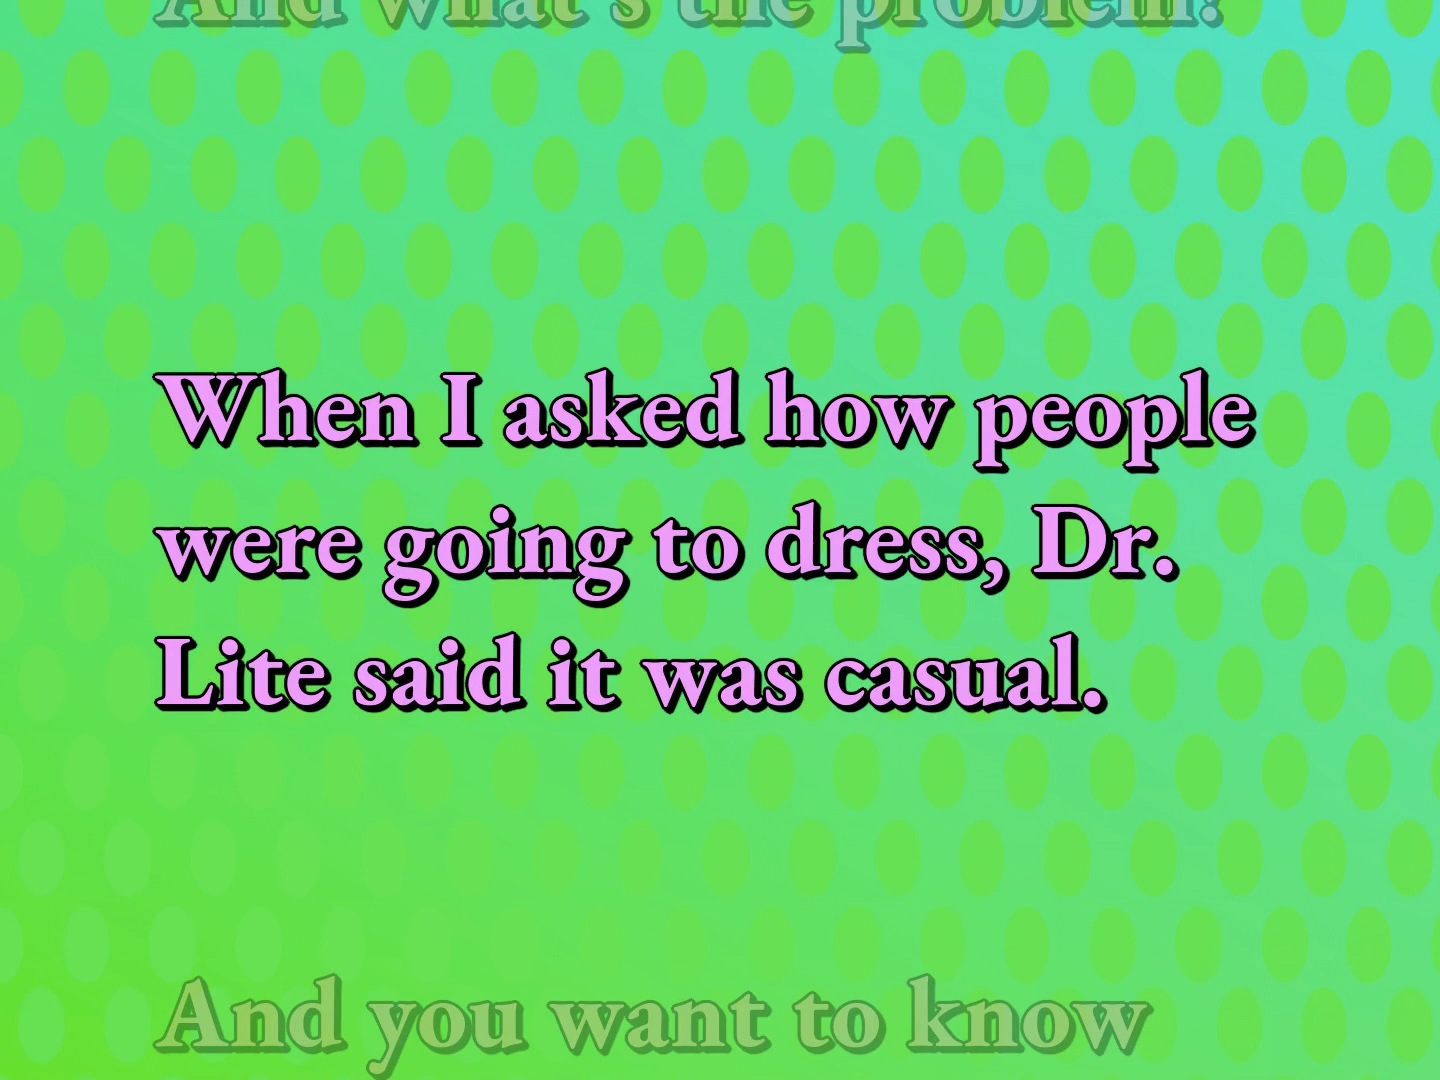 And what's the problem?
When I asked how people
were going to dress, Dr.
Lite said it was casual.
And you want to know